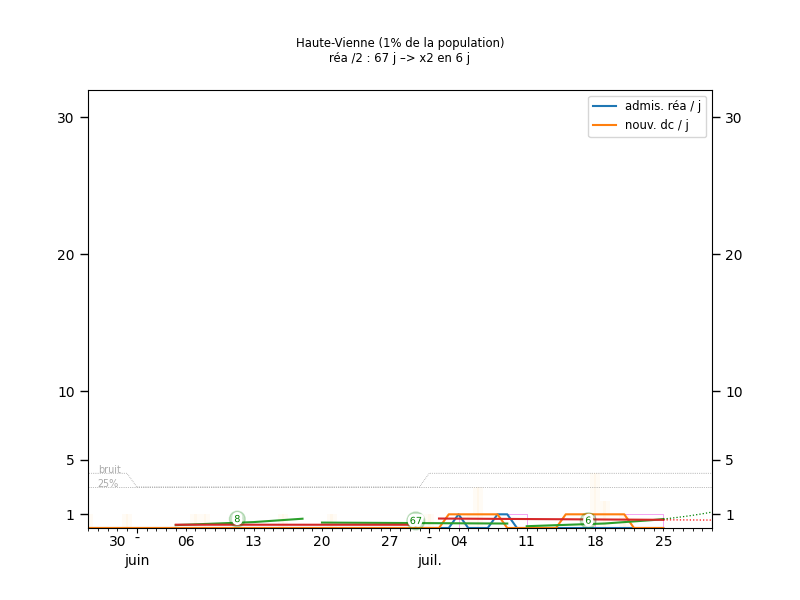 Haute-Vienne (1% de la population)
réa /2 : 67 j –> x2 en 6 j
admis. réa / j
nouv. dc / j
30 30
20 20
10 10
5 5
bruit
25%
1 1
8 67 6
30 - 06 13 20 27 - 04 11 18 25
juin juil.